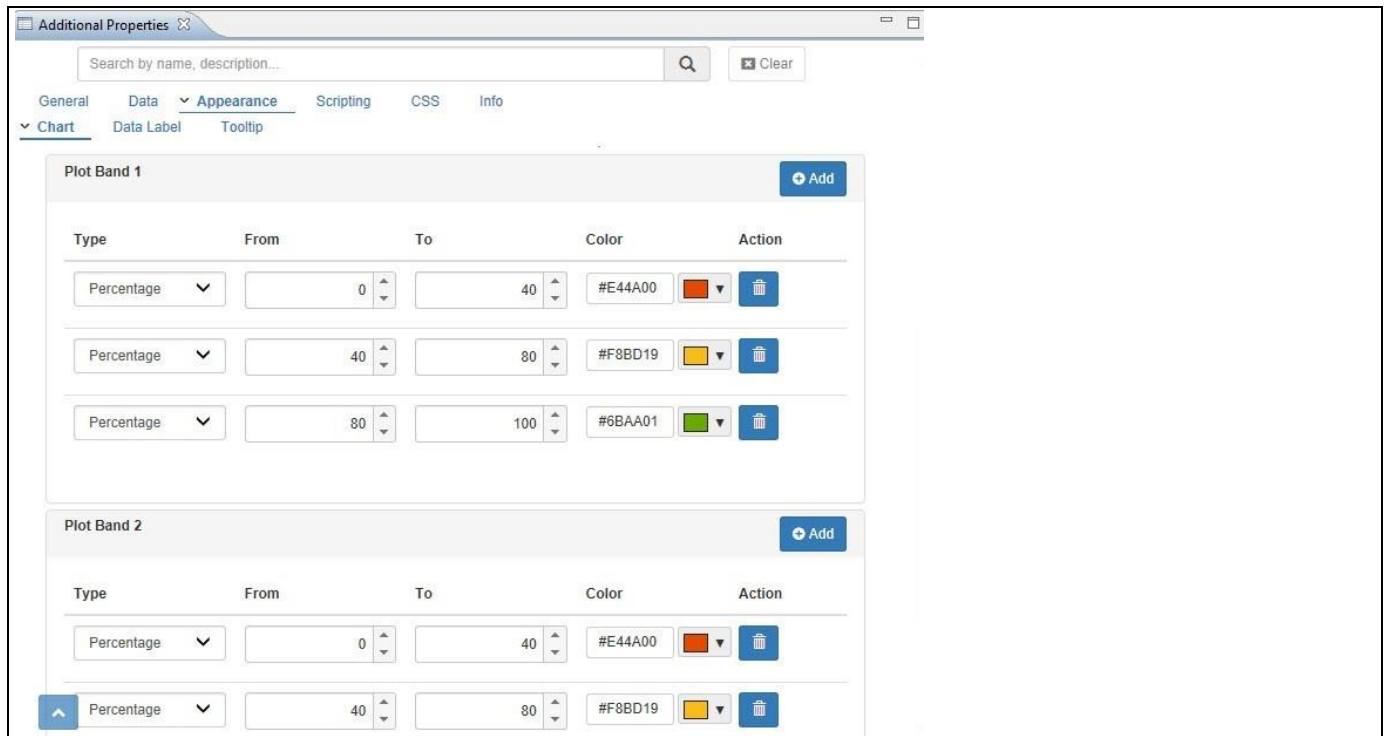 Additional Properties
Search by name, description...
Clear
General Data Appearance Scripting CSS Info
Chart Data Label Tooltip
Plot Band 1 Add
Type From To Color Action
Percentage 0 40 #E44A00
Percentage 40 80 #F8BD19
Percentage 80 100 #6BAA01
Plot Band 2 Add
Type From To Color Action
Percentage 0 40 #E44A00
Percentage 40 80 #F8BD19